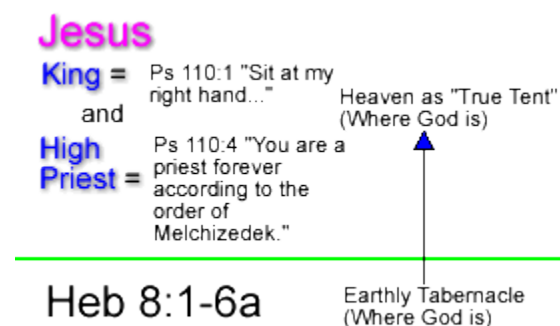 Jesus
King =
Ps 110:1 "Sit at my
right hand..."
and
High
Priest =
Ps 110:4 "You are a
priest forever
according to the
order of
Melchizedek."
Heaven as "True Tent"
(Where God is)
Heb 8:1-6a
Earthly Tabernacle
(Where God is)